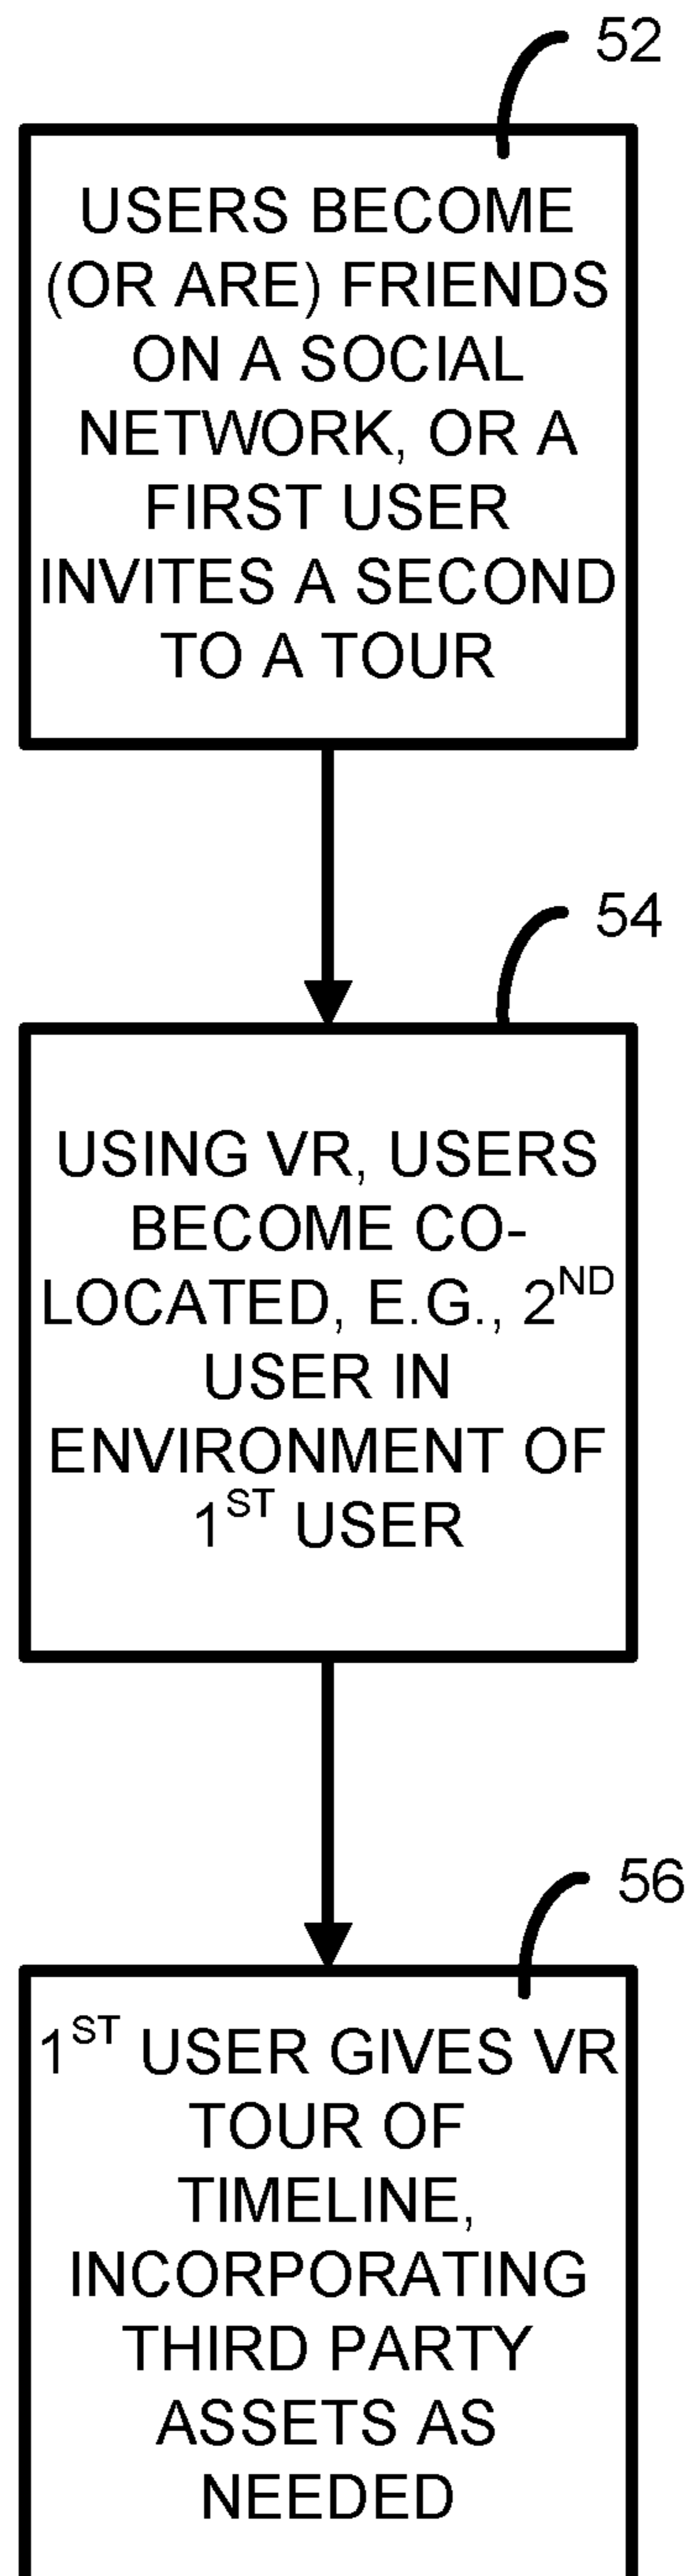 52
USERS BECOME
(OR ARE) FRIENDS
ON A SOCIAL
NETWORK, OR A
FIRST USER
INVITES A SECOND
TO A TOUR
54
USING VR, USERS
BECOME CO-
LOCATED, E.G., 2ND
USER IN
ENVIRONMENT OF
1ST USER
56
1ST USER GIVES VR
TOUR OF
TIMELINE,
INCORPORATING
THIRD PARTY
ASSETS AS
NEEDED